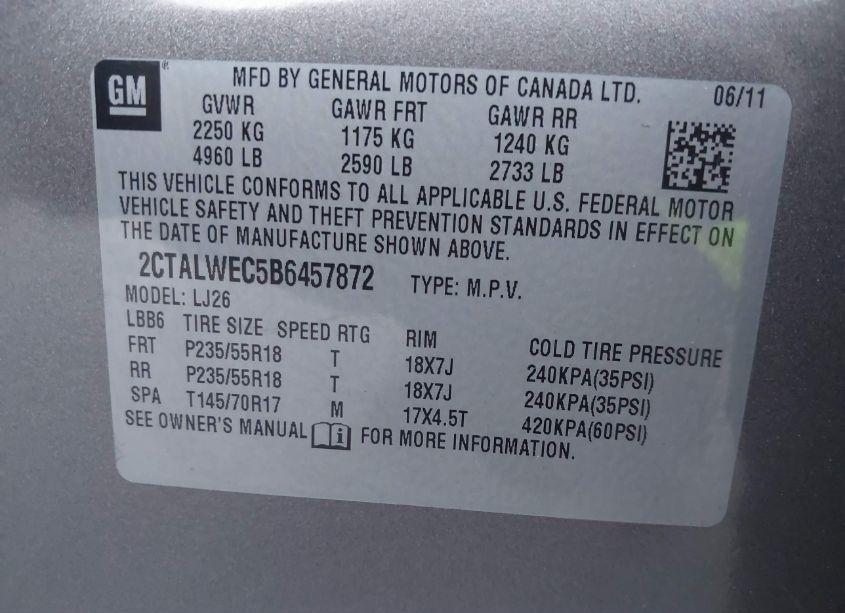 GM®
MFD BY GENERAL MOTORS OF CANADA LTD. 06/11
GVWR GAWR FRT GAWR RR
2250 KG 1175 KG 1240 KG
4960 LB 2590 LB 2733 LB
THIS VEHICLE CONFORMS TO ALL APPLICABLE U.S. FEDERAL MOTOR
VEHICLE SAFETY AND THEFT PREVENTION STANDARDS IN EFFECT ON
THE DATE OF MANUFACTURE SHOWN ABOVE.
2CTALWEC5B6457872 TYPE: M.P.V.
MODEL: LJ26
LBB6 TIRE SIZE SPEED RTG RIM COLD TIRE PRESSURE
FRT P235/55R18 T 18X7J 240KPA(35PSI)
RR P235/55R18 T 18X7J 240KPA(35PSI)
SPA T145/70R17 M 17X4.5T 420KPA(60PSI)
SEE OWNER'S MANUAL i FOR MORE INFORMATION.